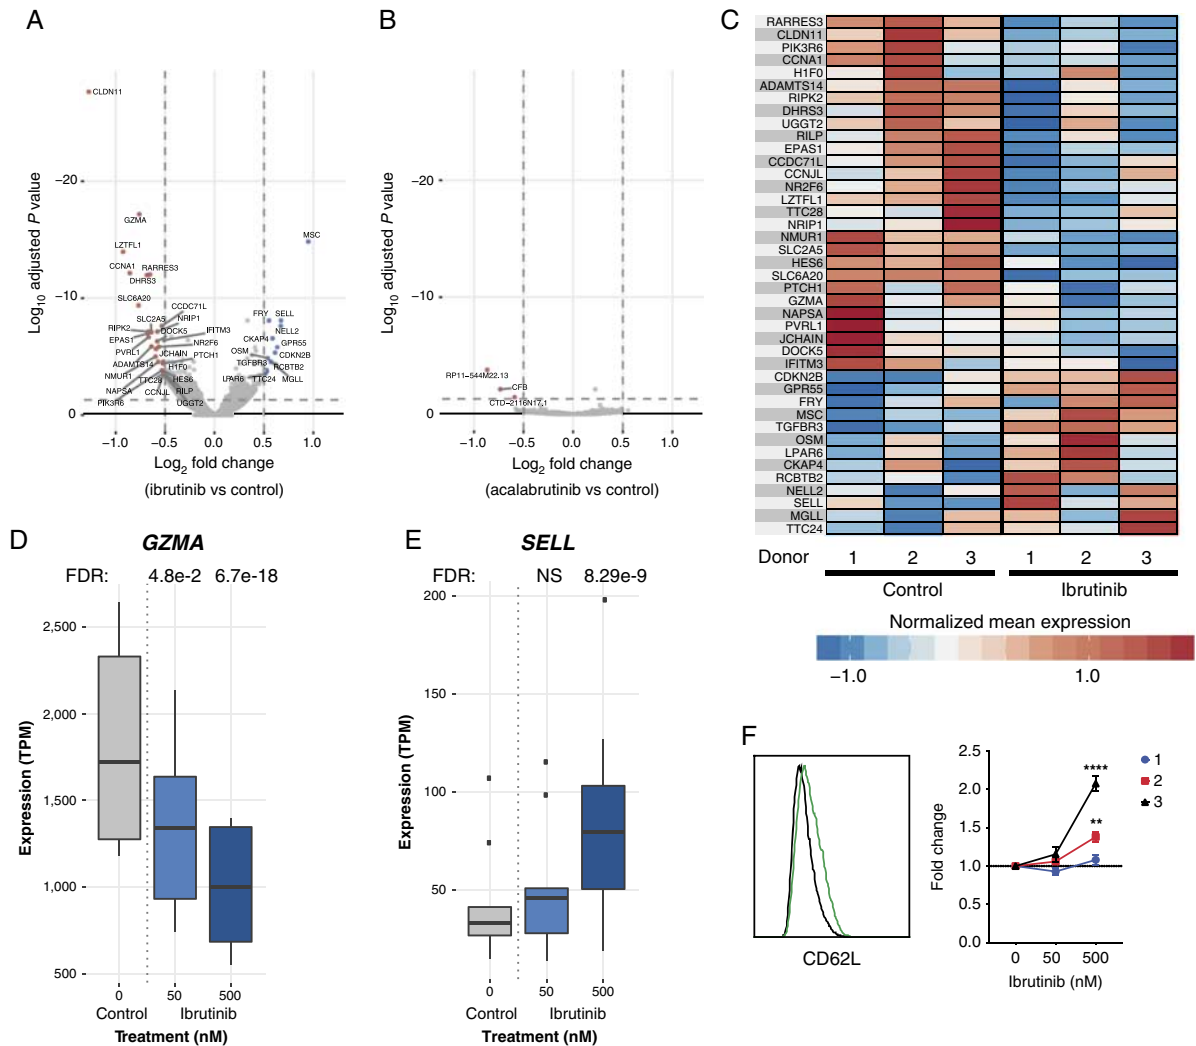 A
CLDN11
−20
GZMA
MSC
LZTFL1
CCNA1
RARRES3
DHRS3
−10
SLC6A20
CCDC71L
SLC2A5
NRIP1
FRY
SELL
RIPK2
DOCK5
IFITM3
NELL2
EPAS1
NR2F6
CKAP4
GPR55
PVRL1
JCHAIN
PTCH1
OSM
CDKN2B
ADAMTS14
H1F0
TGFBR3
RCBTB2
NMUR1
TTC28
HES6
LPAR6
TTC24
MGLL
NAPSA
CCNJL
RILP
PIK3R6
UGGT2
0
−1.0
−0.5
0.0
0.5
1.0
Log10 adjusted P value
Log2 fold change
(ibrutinib vs control)
B
−20
−10
RP11-544M22.13
CFB
CTD-2116N17.1
0
−1.0
−0.5
0.0
0.5
1.0
Log10 adjusted P value
Log2 fold change
(acalabrutinib vs control)
C
RARRES3
CLDN11
PIK3R6
CCNA1
H1F0
ADAMTS14
RIPK2
DHRS3
UGGT2
RILP
EPAS1
CCDC71L
CCNJL
NR2F6
LZTFL1
TTC28
NRIP1
NMUR1
SLC2A5
HES6
SLC6A20
PTCH1
GZMA
NAPSA
PVRL1
JCHAIN
DOCK5
IFITM3
CDKN2B
GPR55
FRY
MSC
TGFBR3
OSM
LPAR6
CKAP4
RCBTB2
NELL2
SELL
MGLL
TTC24
Donor 1 2 3 1 2 3
Control Ibrutinib
Normalized mean expression
−1.0 1.0
D
GZMA
FDR: 4.8e-2 6.7e-18
2,500
2,000
1,500
1,000
500
Expression (TPM)
0 50 500
Control Ibrutinib
Treatment (nM)
E
SELL
FDR: NS 8.29e-9
200
150
100
50
Expression (TPM)
0 50 500
Control Ibrutinib
Treatment (nM)
F
CD62L
2.5
2.0
1.5
1.0
0.5
0.0
Fold change
****
**
1
2
3
0 50 500
Ibrutinib (nM)